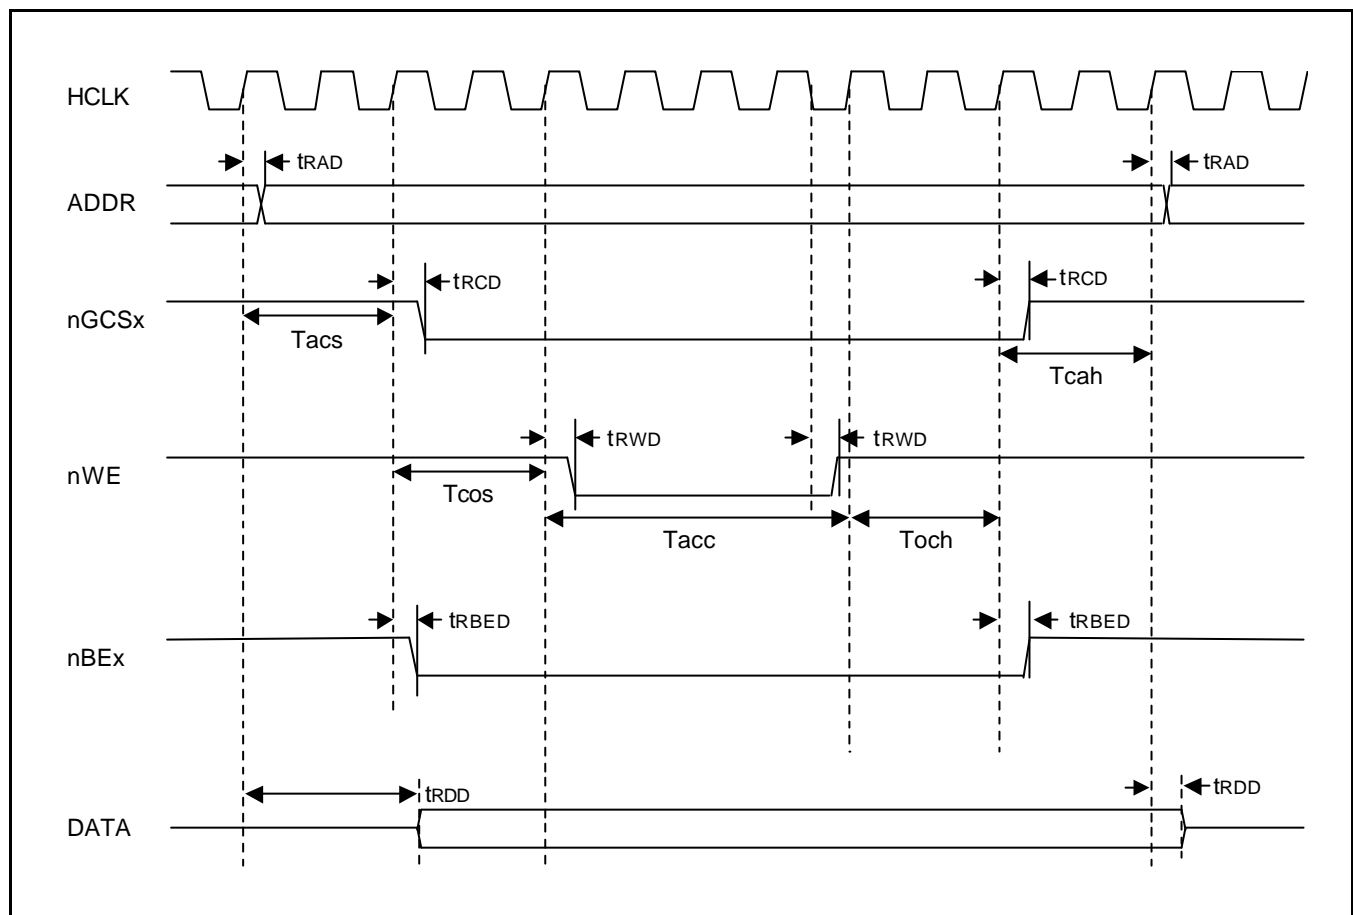 HCLK
tRAD
tRAD
ADDR
tRCD
tRCD
nGCSx
Tacs
Tcah
tRWD
tRWD
nWE
Tcos
Tacc
Toch
tRBED
tRBED
nBEx
tRDD
tRDD
DATA